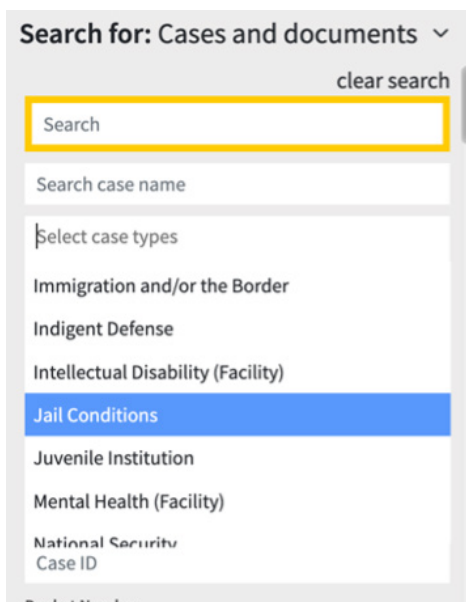 Search for: Cases and documents
clear search
Search
Search case name
Select case types
Immigration and/or the Border
Indigent Defense
Intellectual Disability (Facility)
Jail Conditions
Juvenile Institution
Mental Health (Facility)
National Security
Case ID